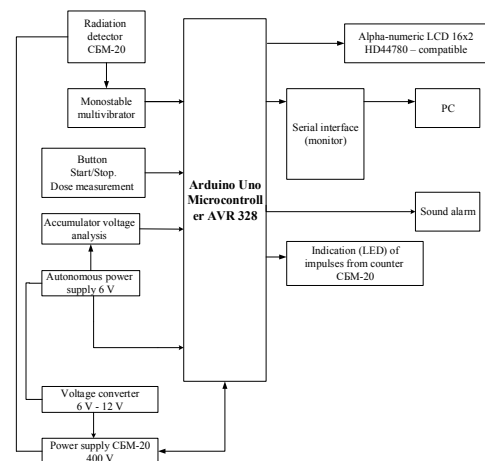 Radiation
detector
СБМ-20
Monostable
multivibrator
Button
Start/Stop.
Dose measurement
Accumulator voltage
analysis
Autonomous power
supply 6 V
Voltage converter
6 V - 12 V
Power supply СБМ-20
400 V
Arduino Uno
Microcontroll
er AVR 328
Alpha-numeric LCD 16x2
HD44780 – compatible
Serial interface
(monitor)
PC
Sound alarm
Indication (LED) of
impulses from counter
СБМ-20